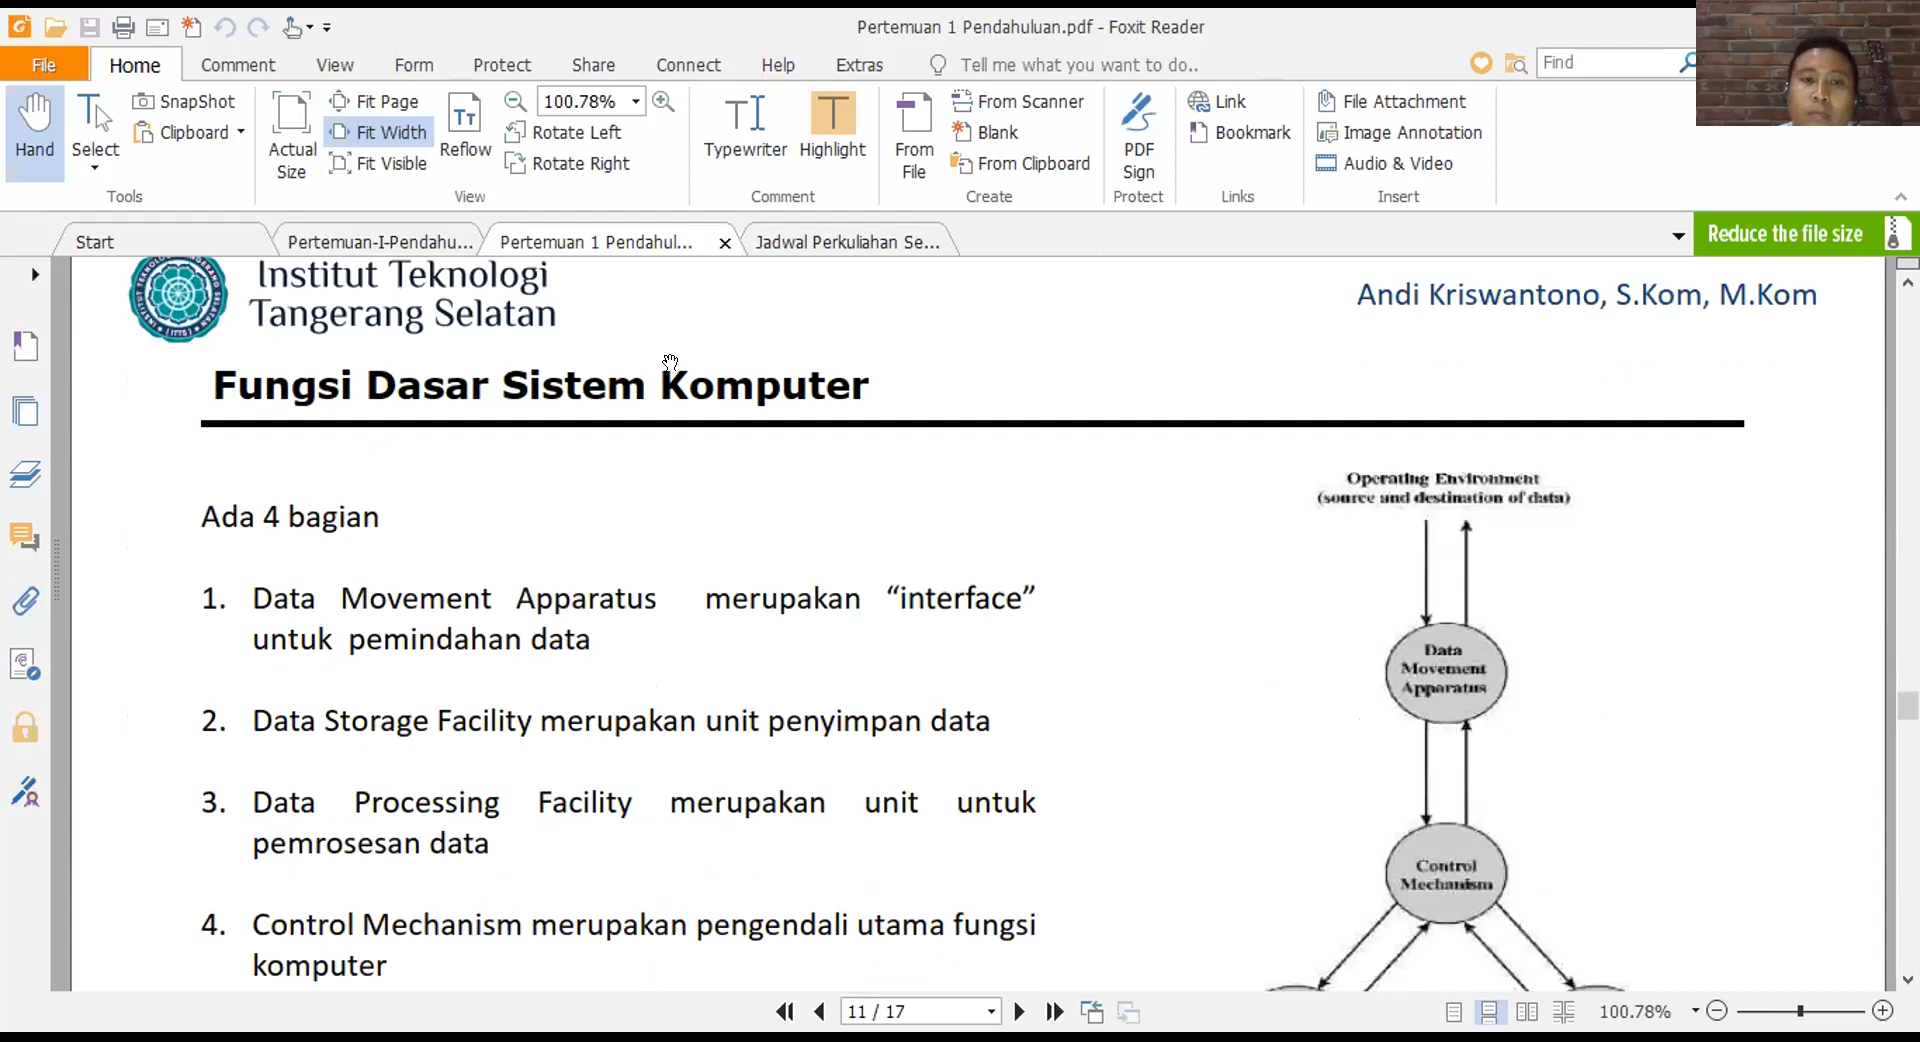 Pertemuan 1 Pendahuluan.pdf - Foxit Reader
File Home Comment View Form Protect Share Connect Help Extras Tell me what you want to do.. Find
Hand
Select
SnapShot
Clipboard
Tools
Actual Size
Fit Page
Fit Width
Fit Visible
Reflow
100.78%
Rotate Left
Rotate Right
View
Typewriter
Highlight
Comment
From File
From Scanner
Blank
From Clipboard
Create
PDF Sign
Protect
Link
Bookmark
Links
File Attachment
Image Annotation
Audio & Video
Insert
Start Pertemuan-I-Pendahu... Pertemuan 1 Pendahul... Jadwal Perkuliahan Se... Reduce the file size
Institut Teknologi
Tangerang Selatan
Andi Kriswantono, S.Kom, M.Kom
Fungsi Dasar Sistem Komputer
Ada 4 bagian
1. Data Movement Apparatus merupakan “interface”
untuk pemindahan data
2. Data Storage Facility merupakan unit penyimpan data
3. Data Processing Facility merupakan unit untuk
pemrosesan data
4. Control Mechanism merupakan pengendali utama fungsi
komputer
Operating Environment
(source and destination of data)
Data
Movement
Apparatus
Control
Mechanism
11 / 17
100.78%